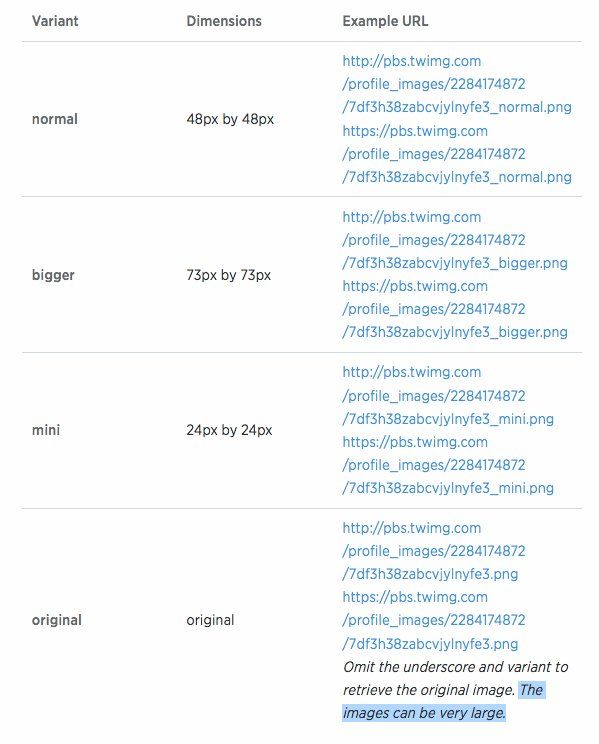 Variant Dimensions Example URL
http://pbs.twimg.com
/profile_images/2284174872
/7df3h38zabcvjylnyfe3_normal.png
normal 48px by 48px
https://pbs.twimg.com
/profile_images/2284174872
/7df3h38zabcvjylnyfe3_normal.png
http://pbs.twimg.com
/profile_images/2284174872
/7df3h38zabcvjylnyfe3_bigger.png
bigger 73px by 73px
https://pbs.twimg.com
/profile_images/2284174872
/7df3h38zabcvjylnyfe3_bigger.png
http://pbs.twimg.com
/profile_images/2284174872
/7df3h38zabcvjylnyfe3_mini.png
mini 24px by 24px
https://pbs.twimg.com
/profile_images/2284174872
/7df3h38zabcvjylnyfe3_mini.png
http://pbs.twimg.com
/profile_images/2284174872
/7df3h38zabcvjylnyfe3.png
https://pbs.twimg.com
original original
/profile_images/2284174872
/7df3h38zabcvjylnyfe3.png
Omit the underscore and variant to
retrieve the original image. The
images can be very large.